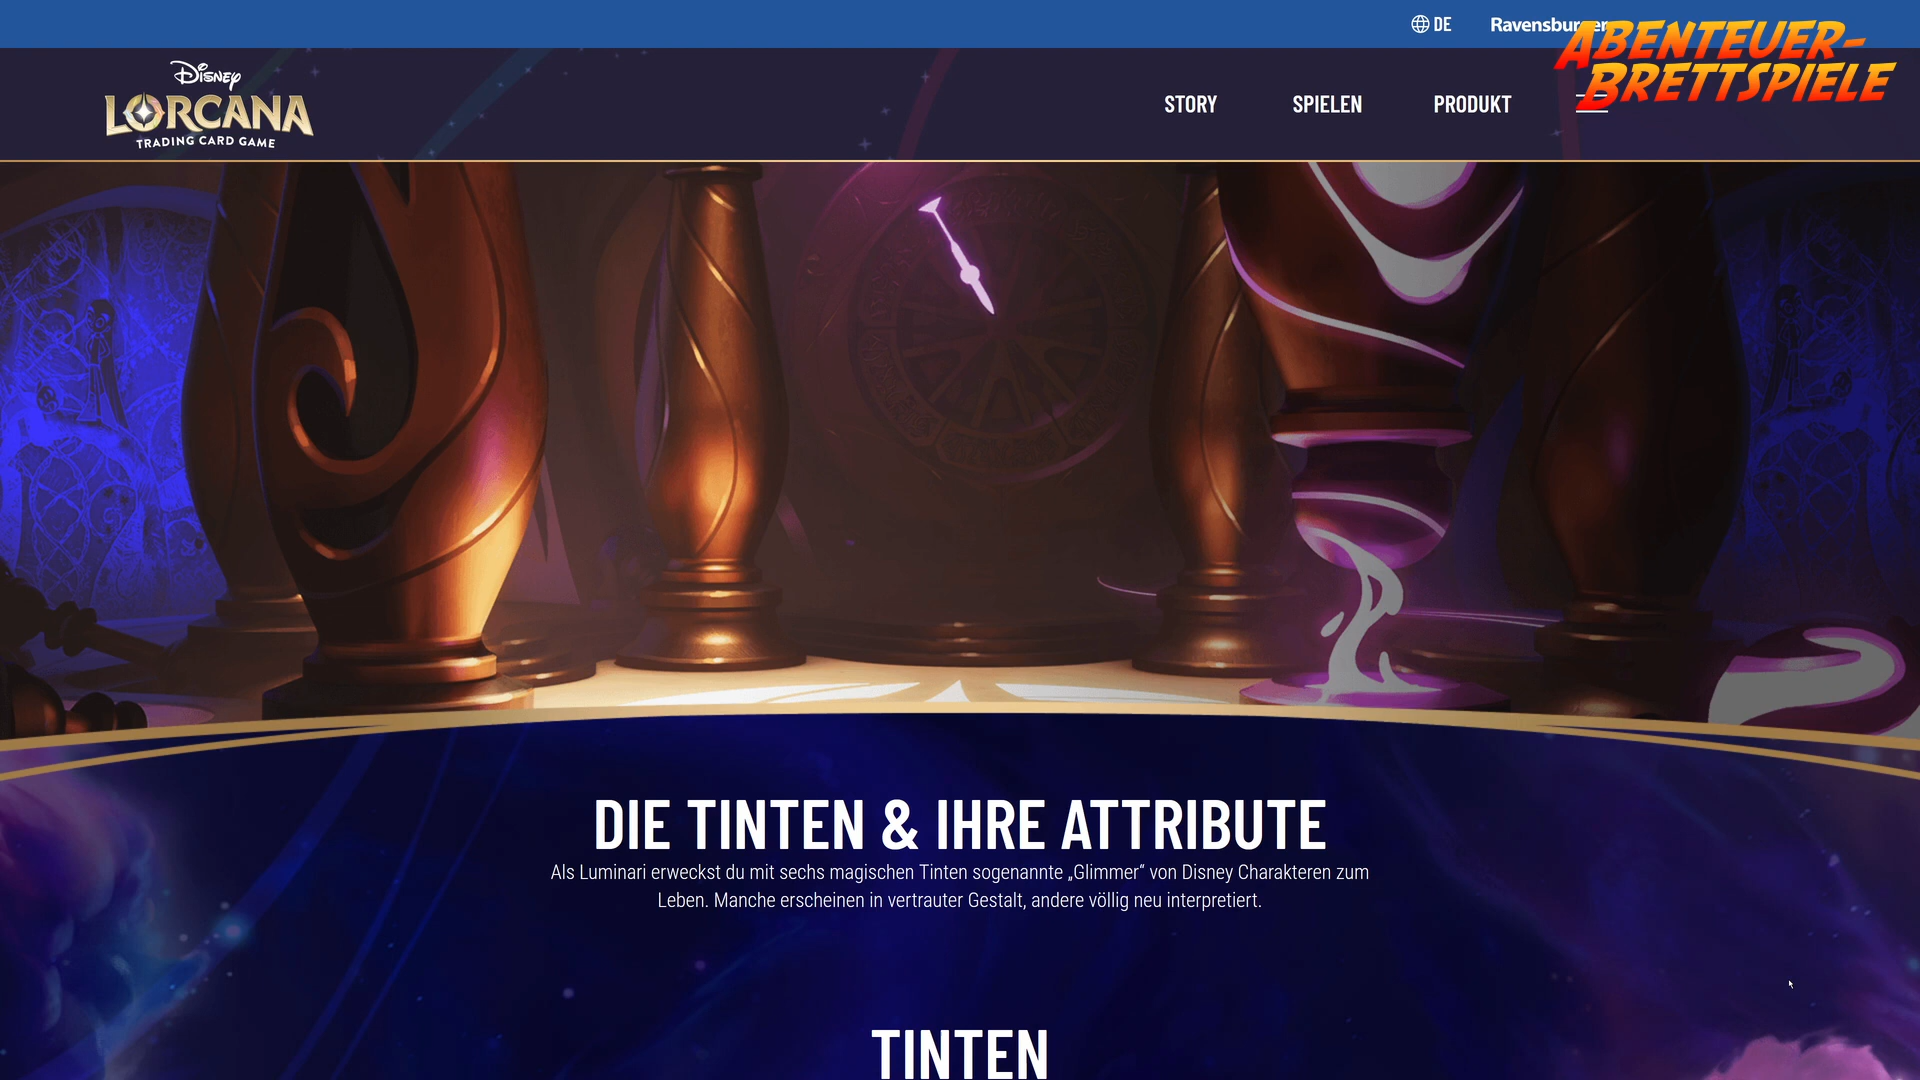 DE
Ravensburger
ABENTEUER-
BRETTSPIELE
Disney
LORCANA
TRADING CARD GAME
STORY
SPIELEN
PRODUKT
DIE TINTEN & IHRE ATTRIBUTE
Als Luminari erweckst du mit sechs magischen Tinten sogenannte „Glimmer“ von Disney Charakteren zum
Leben. Manche erscheinen in vertrauter Gestalt, andere völlig neu interpretiert.
TINTEN